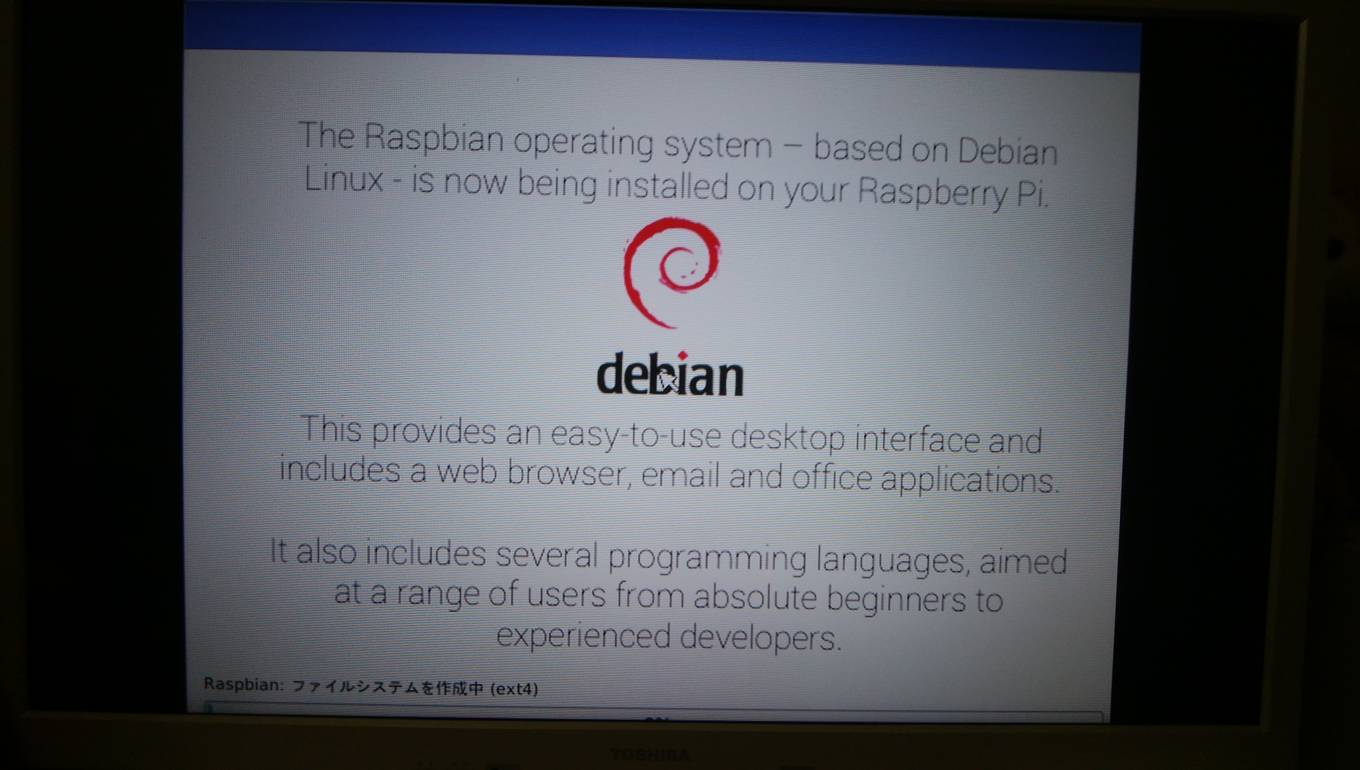 The Raspbian operating system – based on Debian
Linux - is now being installed on your Raspberry Pi.
debian
This provides an easy-to-use desktop interface and
includes a web browser, email and office applications.
It also includes several programming languages, aimed
at a range of users from absolute beginners to
experienced developers.
Raspbian: ファイルシステムを作成中 (ext4)
TOSHIBA